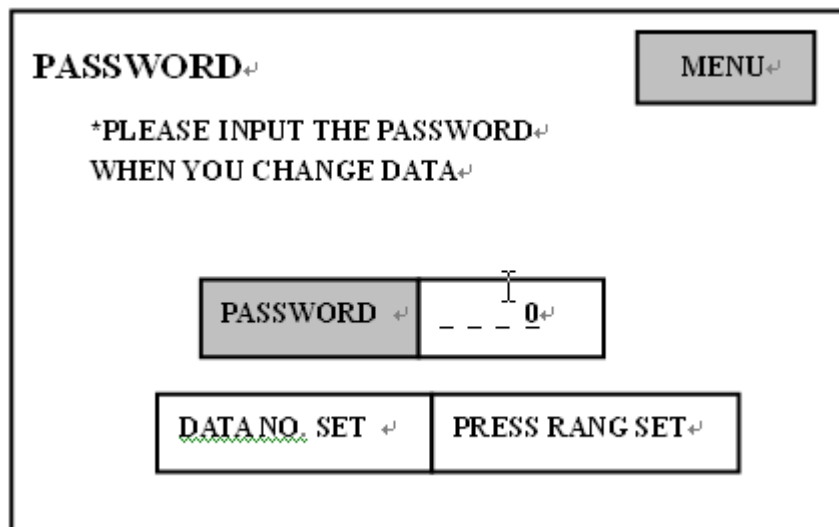 PASSWORD
MENU
*PLEASE INPUT THE PASSWORD
WHEN YOU CHANGE DATA
PASSWORD
_ _ _ 0
DATA NO. SET
PRESS RANG SET